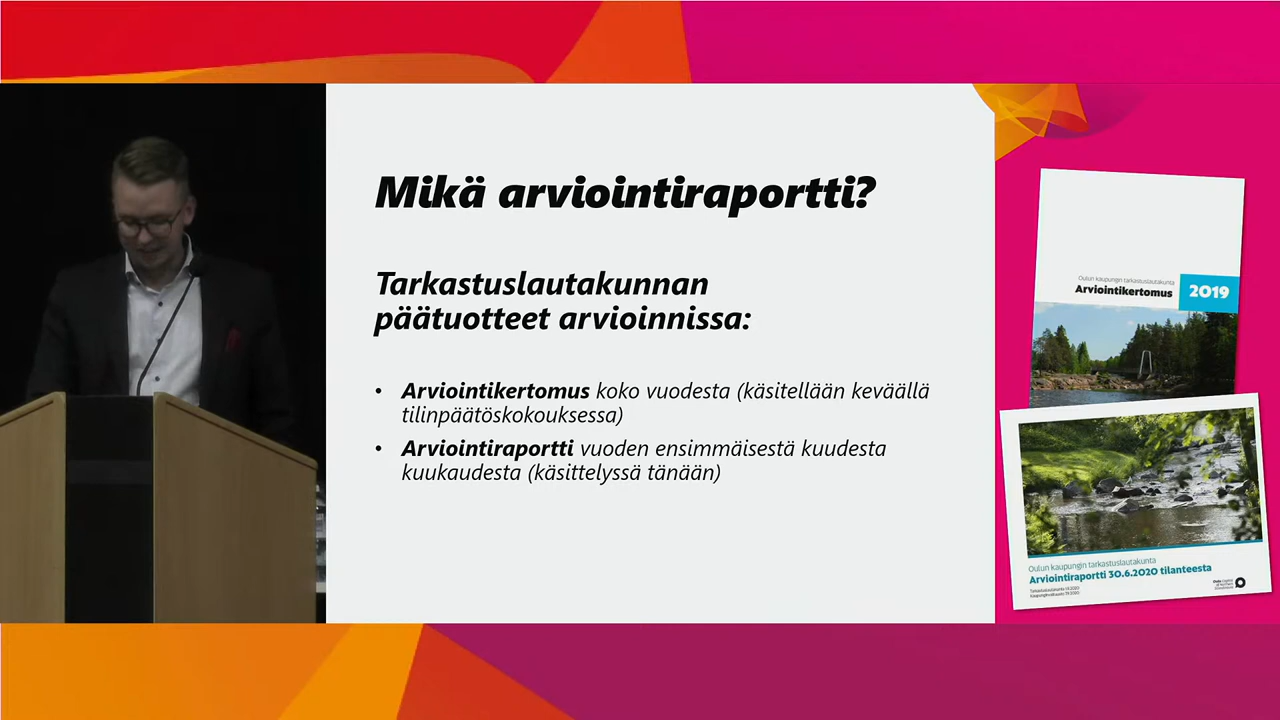 Mikä arviointiraportti?
Tarkastuslautakunnan
päätuotteet arvioinnissa:
• Arviointikertomus koko vuodesta (käsitellään keväällä
tilinpäätöskokouksessa)
• Arviointiraportti vuoden ensimmäisestä kuudesta
kuukaudesta (käsittelyssä tänään)
Oulun kaupungin tarkastuslautakunta
Arviointikertomus 2019
Oulun kaupungin tarkastuslautakunta
Arviointiraportti 30.6.2020 tilanteesta